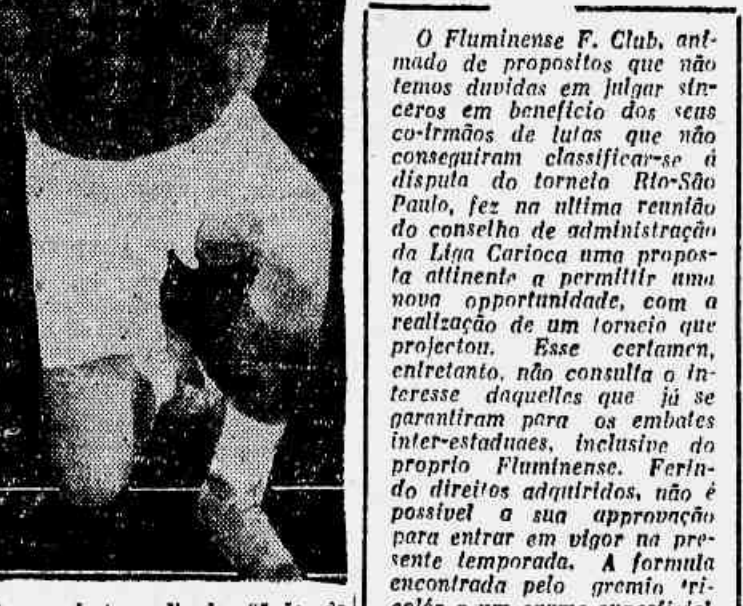 O Fluminense F. Club, ani-
mado de propositos que não
temos duvidas em julgar sin-
ceros em beneficio dos seus
co-irmãos de lutas que não
conseguiram classificar-se á
disputa do torneio Rio-São
Paulo, fez na ultima reunião
do conselho de administração
da Liga Carioca uma propos-
ta attinente a permittir uma
nova opportunidade, com a
realização de um torneio que
projectou. Esse certamen,
entretanto, não consulta o in-
teresse daquelles que já se
garantiram para os embates
inter-estaduaes, inclusive do
proprio Fluminense. Ferin-
do direitos adquiridos, não é
possivel a sua approvação
para entrar em vigor na pre-
sente temporada. A formula
encontrada pelo gremio tri-